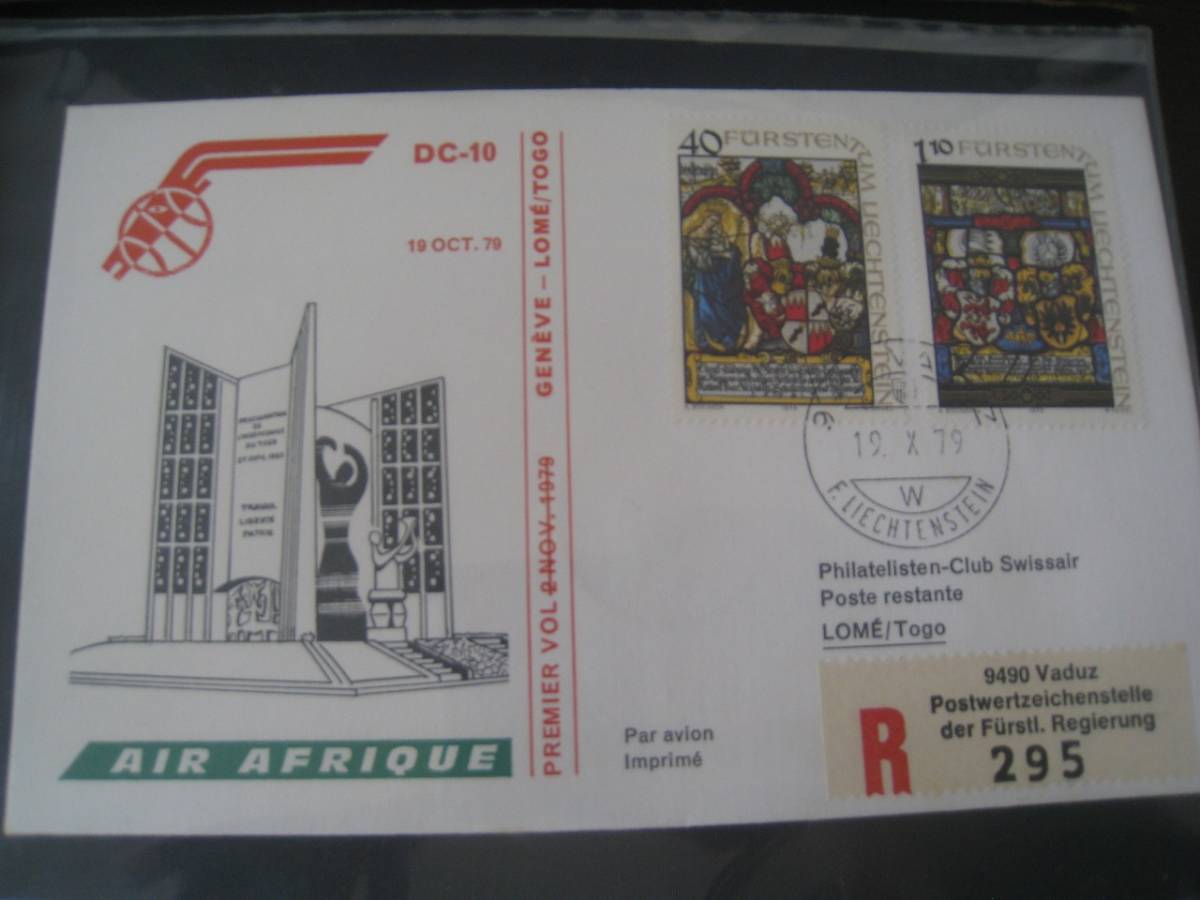 DC-10
19 OCT. 79
PREMIER VOL 2 NOV. 1979 GENÈVE – LOMÉ/TOGO
40 FÜRSTENTUM LIECHTENSTEIN
1 10 FÜRSTENTUM LIECHTENSTEIN
19. X 79
W
F. LIECHTENSTEIN
DU TOGO
TRAVAIL
LIBERTE
PATRIE
AIR AFRIQUE
Philatelisten-Club Swissair
Poste restante
LOMÉ/Togo
Par avion
Imprimé
R
9490 Vaduz
Postwertzeichenstelle
der Fürstl. Regierung
295